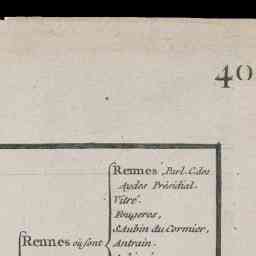 40
Rennes Parl. C. des
Aydes Présidial.
Vitré.
Fougeres,
S. Aubin du Cormier,
Rennes où sont
Antrain.